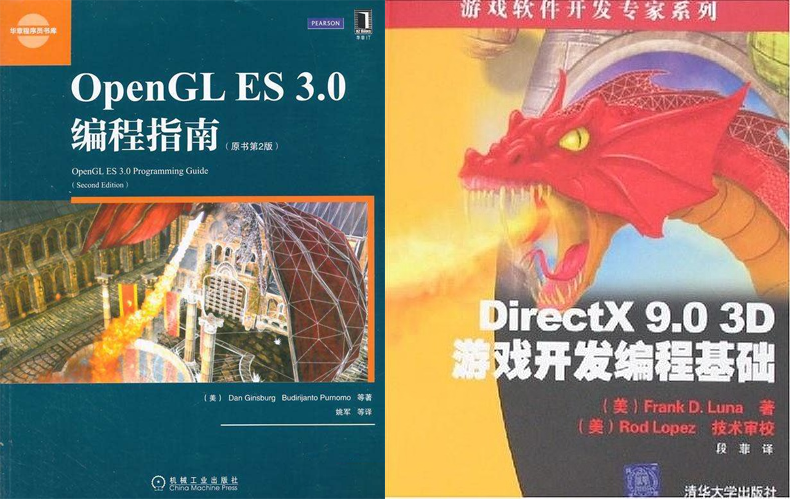 华章程序员书库
PEARSON
华章IT
OpenGL ES 3.0
编程指南(原书第2版)
OpenGL ES 3.0 Programming Guide
(Second Edition)
(美) Dan Ginsburg Budirijanto Purnomo 等著
姚军 等译
机械工业出版社
China Machine Press
游戏软件开发专家系列
DirectX 9.0 3D
游戏开发编程基础
(美) Frank D. Luna 著
(美) Rod Lopez 技术审校
段菲 译
清华大学出版社